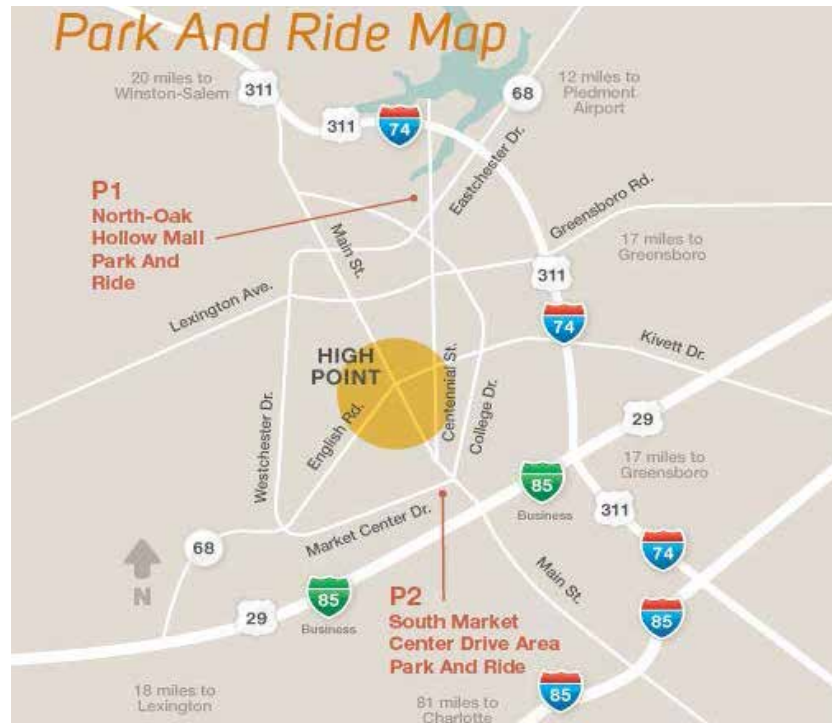 Park And Ride Map
20 miles to
Winston-Salem
311
311
74
68
12 miles to
Piedmont
Airport
P1
North-Oak
Hollow Mall
Park And
Ride
Main St.
Eastchester Dr.
Greensboro Rd.
17 miles to
Greensboro
311
74
Lexington Ave.
HIGH
POINT
Kivett Dr.
Westchester Dr.
English Rd.
Centennial St.
College Dr.
29
17 miles to
Greensboro
85
Business
311
74
68
Market Center Dr.
N
29
85
Business
P2
South Market
Center Drive Area
Park And Ride
Main St.
85
85
18 miles to
Lexington
81 miles to
Charlotte